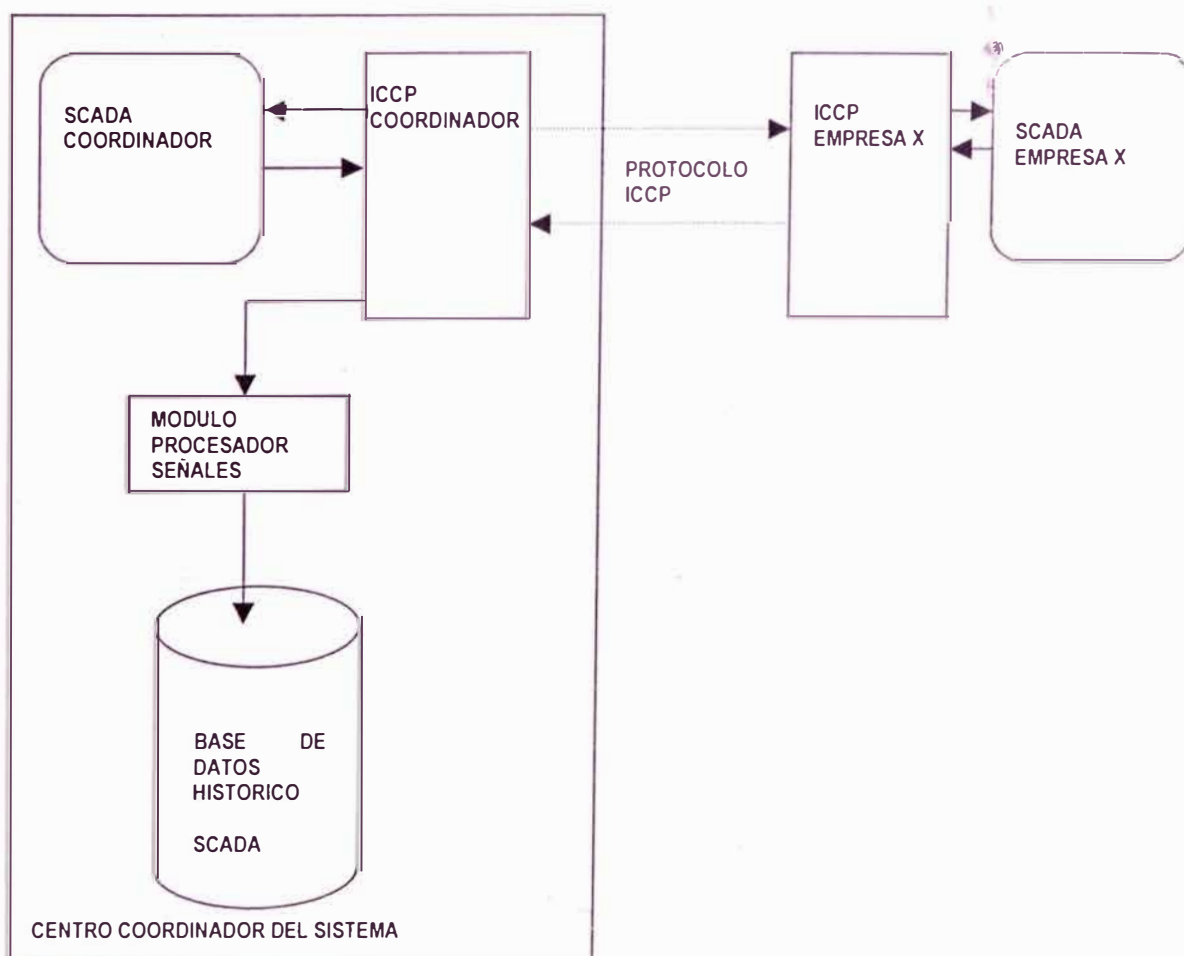 SCADA
COORDINADOR
ICCP
COORDINADOR
PROTOCOLO
ICCP
ICCP
EMPRESA X
SCADA
EMPRESA X
MODULO
PROCESADOR
SEÑALES
BASE DE
DATOS
HISTORICO
SCADA
CENTRO COORDINADOR DEL SISTEMA